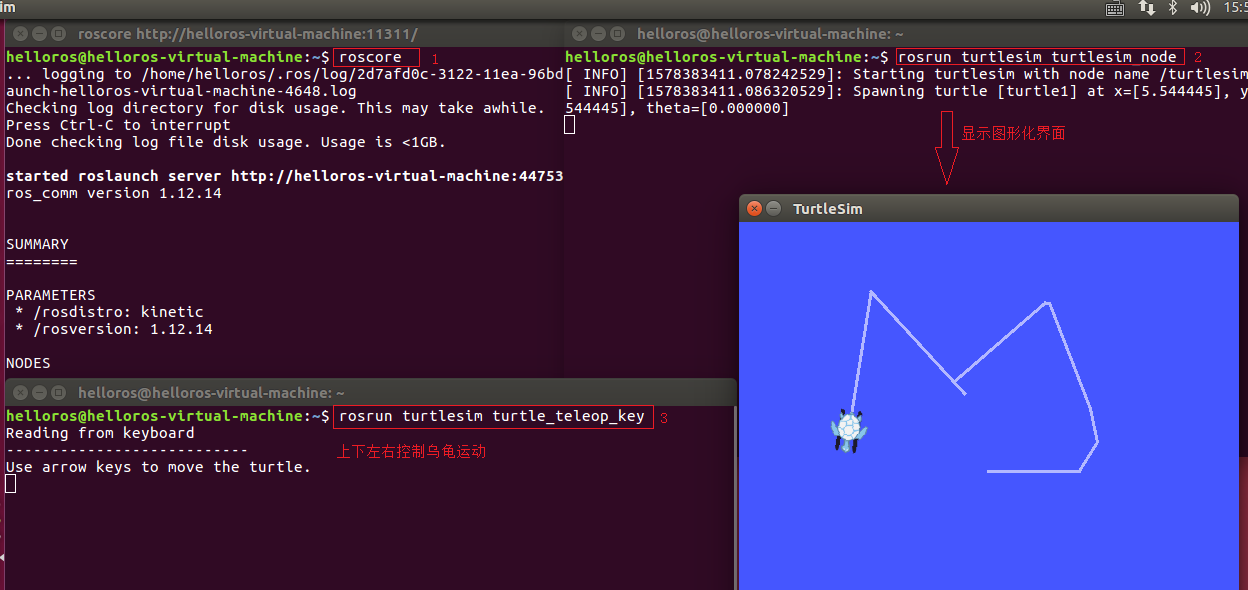 im
15:5
roscore http://helloros-virtual-machine:11311/
helloros@helloros-virtual-machine:~$ roscore 1
... logging to /home/helloros/.ros/log/2d7afd0c-3122-11ea-96bd
aunch-helloros-virtual-machine-4648.log
Checking log directory for disk usage. This may take awhile.
Press Ctrl-C to interrupt
Done checking log file disk usage. Usage is <1GB.
started roslaunch server http://helloros-virtual-machine:44753
ros_comm version 1.12.14
SUMMARY
========
PARAMETERS
* /rosdistro: kinetic
* /rosversion: 1.12.14
NODES
helloros@helloros-virtual-machine: ~
helloros@helloros-virtual-machine:~$ rosrun turtlesim turtlesim_node 2
[ INFO] [1578383411.078242529]: Starting turtlesim with node name /turtlesim
[ INFO] [1578383411.086320529]: Spawning turtle [turtle1] at x=[5.544445], y
544445], theta=[0.000000]
显示图形化界面
TurtleSim
helloros@helloros-virtual-machine: ~
helloros@helloros-virtual-machine:~$ rosrun turtlesim turtle_teleop_key 3
Reading from keyboard
---------------------------
上下左右控制乌龟运动
Use arrow keys to move the turtle.